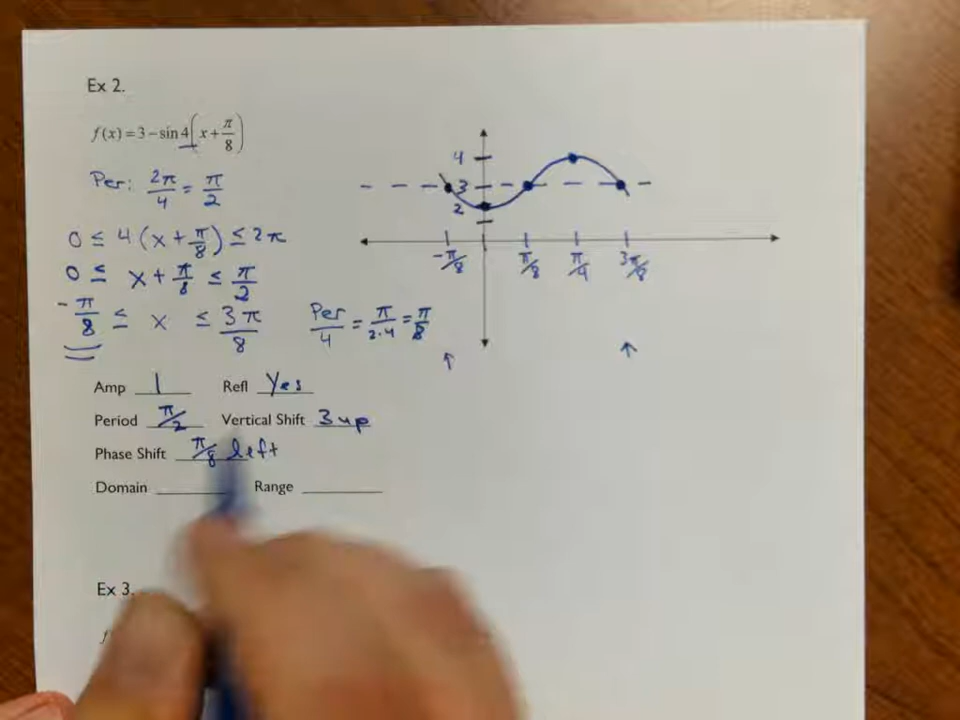 Ex 2.
f(x) = 3 − sin 4(x + π/8)
Per: 2π/4 = π/2
0 ≤ 4(x + π/8) ≤ 2π
0 ≤ x + π/8 ≤ π/2
-π/8 ≤ x ≤ 3π/8
Per/4 = π/2·4 = π/8
4
3
2
-π/8 π/8 π/4 3π/8
Amp 1 Refl Yes
Period π/2 Vertical Shift 3 up
Phase Shift π/8 left
Domain Range
Ex 3.
f